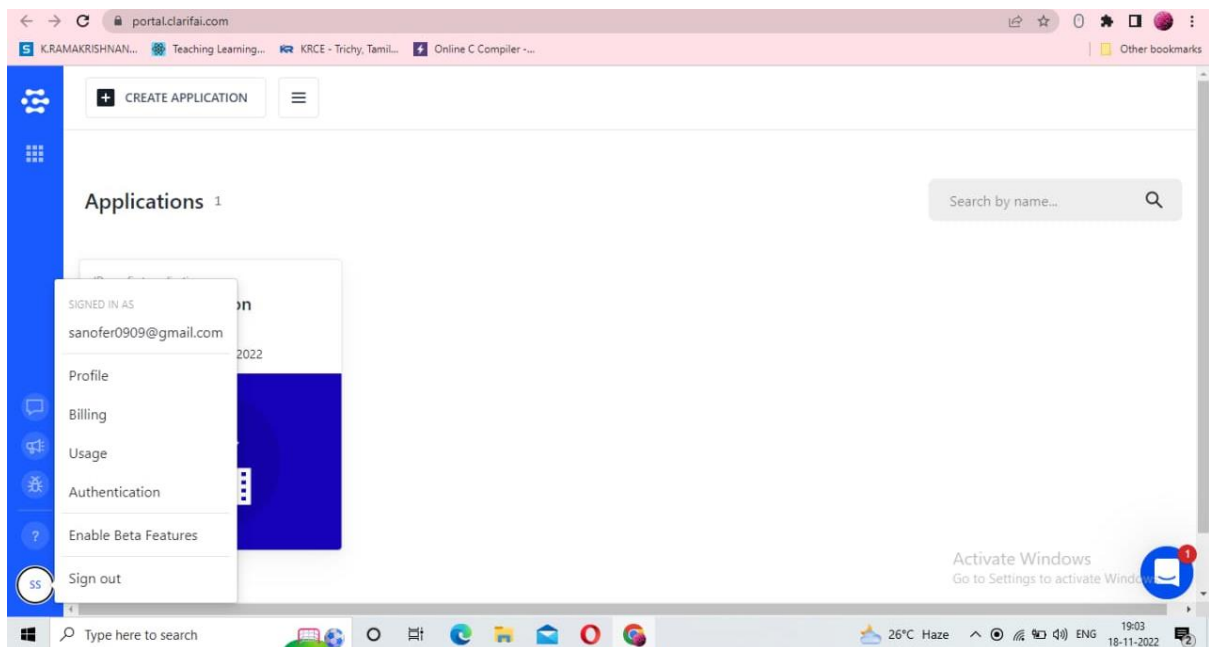 portal.clarifai.com
K.RAMAKRISHNAN... Teaching Learning... KRCE - Trichy, Tamil... Online C Compiler -... Other bookmarks
CREATE APPLICATION
Applications 1
Search by name...
SIGNED IN AS
on
sanofer0909@gmail.com
2022
Profile
Billing
Usage
Authentication
Enable Beta Features
Sign out
SS
Activate Windows
Go to Settings to activate Windows
1
Type here to search
26°C Haze
ENG
19:03
18-11-2022
2